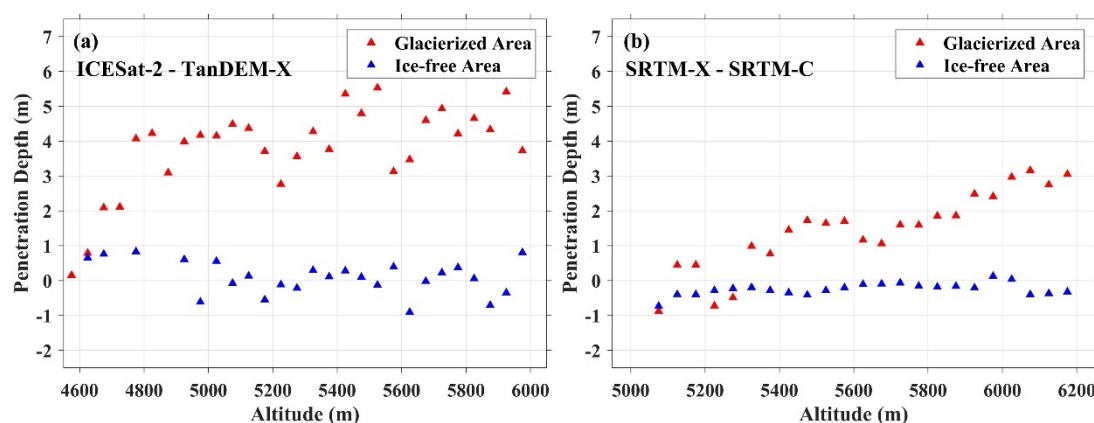 (a)
ICESat-2 - TanDEM-X
Glacierized Area
Ice-free Area
Penetration Depth (m)
7
6
5
4
3
2
1
0
-1
-2
4600 4800 5000 5200 5400 5600 5800 6000
Altitude (m)
(b)
SRTM-X - SRTM-C
Glacierized Area
Ice-free Area
Penetration Depth (m)
7
6
5
4
3
2
1
0
-1
-2
5000 5200 5400 5600 5800 6000 6200
Altitude (m)